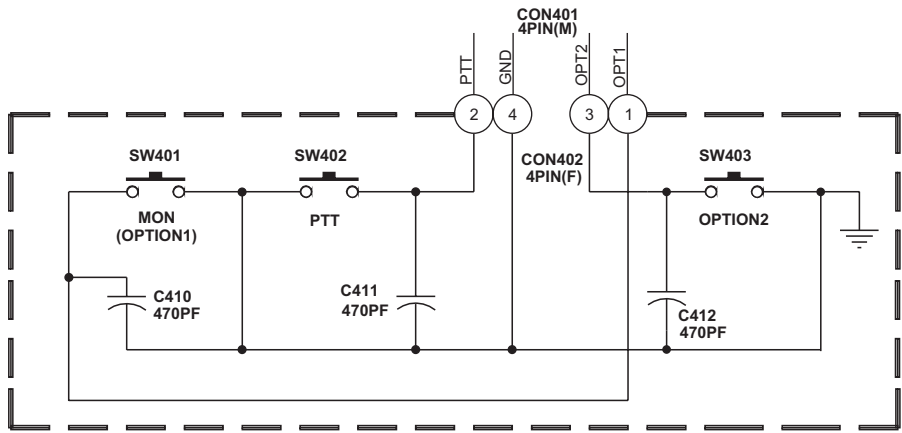 CON401
4PIN(M)
PTT
GND
OPT2
OPT1
2
4
3
1
SW401
SW402
CON402
4PIN(F)
SW403
MON
(OPTION1)
PTT
OPTION2
C410
470PF
C411
470PF
C412
470PF